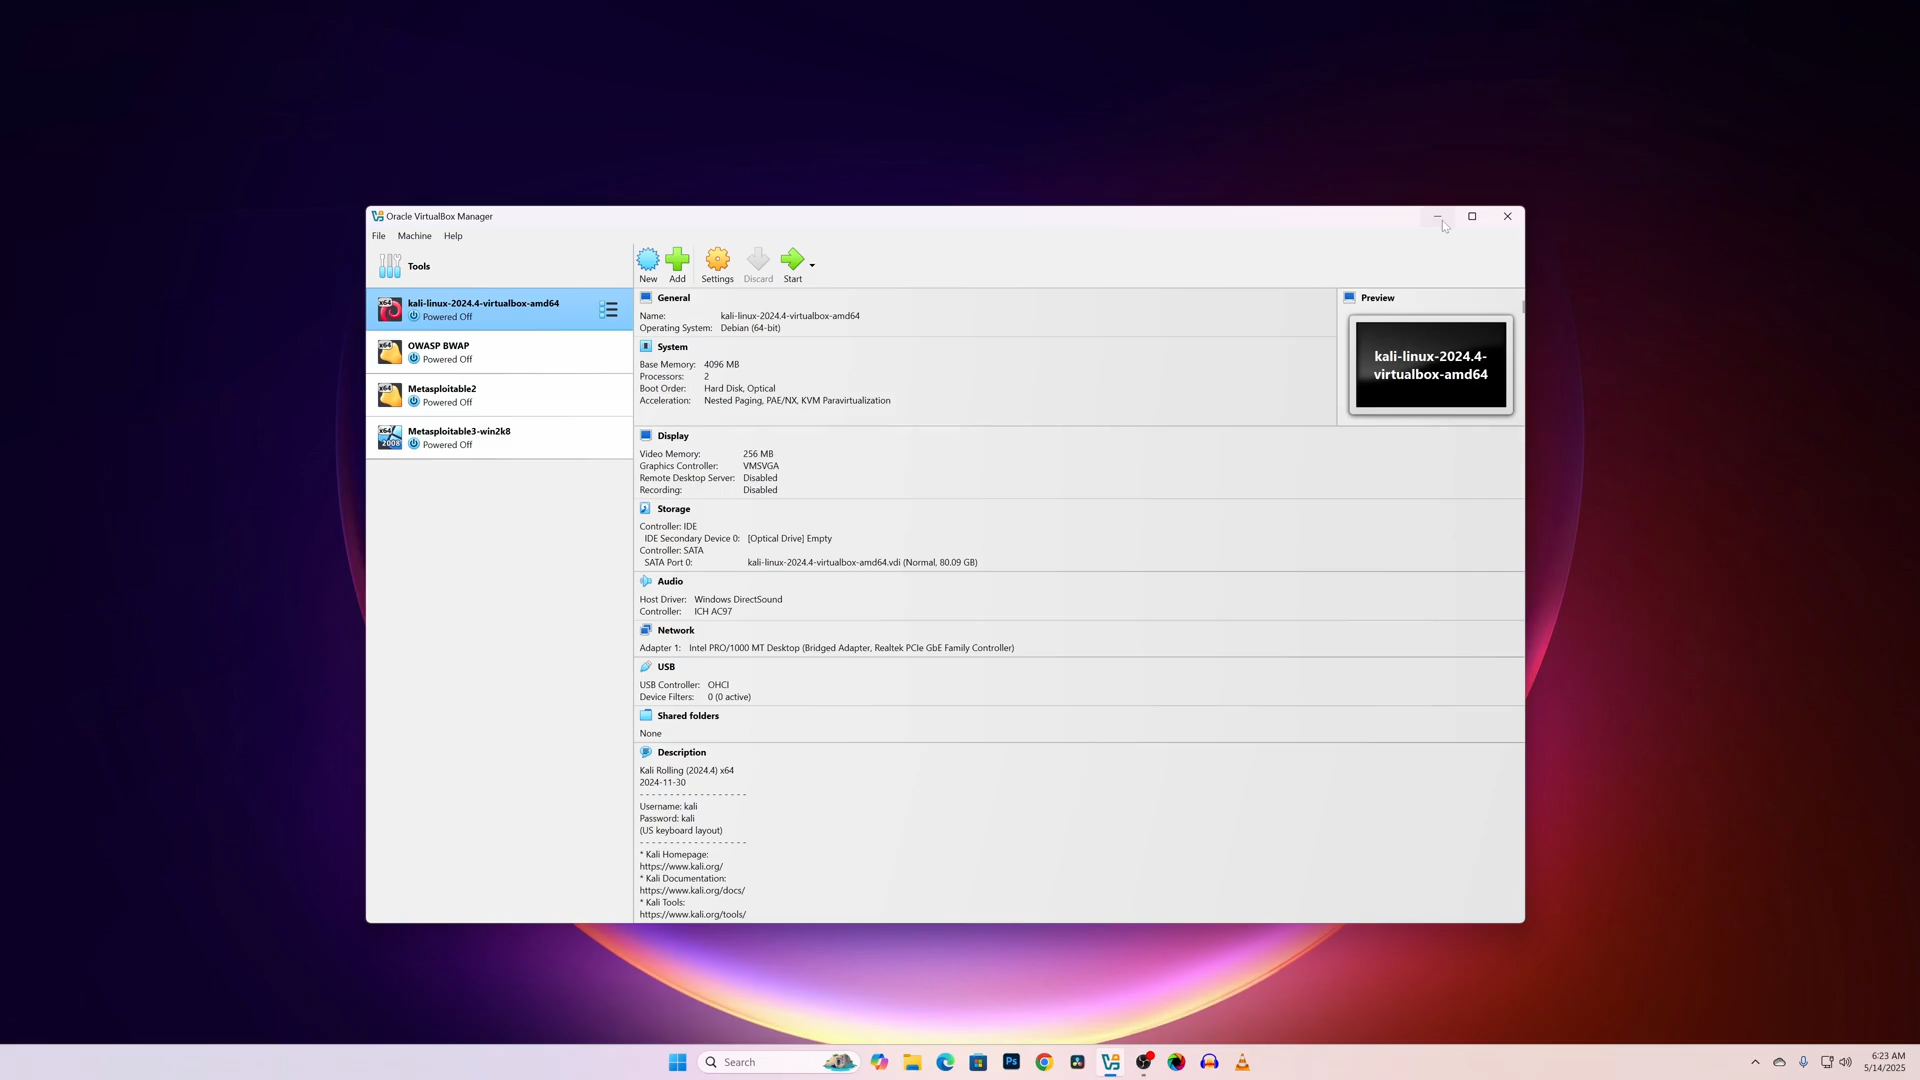 Oracle VirtualBox Manager
File Machine Help
Tools
New Add Settings Discard Start
x64 kali-linux-2024.4-virtualbox-amd64
Powered Off
x64 OWASP BWAP
Powered Off
x64 Metasploitable2
Powered Off
x64 2008 Metasploitable3-win2k8
Powered Off
General
Name: kali-linux-2024.4-virtualbox-amd64
Operating System: Debian (64-bit)
System
Base Memory: 4096 MB
Processors: 2
Boot Order: Hard Disk, Optical
Acceleration: Nested Paging, PAE/NX, KVM Paravirtualization
Preview
kali-linux-2024.4-
virtualbox-amd64
Display
Video Memory: 256 MB
Graphics Controller: VMSVGA
Remote Desktop Server: Disabled
Recording: Disabled
Storage
Controller: IDE
IDE Secondary Device 0: [Optical Drive] Empty
Controller: SATA
SATA Port 0: kali-linux-2024.4-virtualbox-amd64.vdi (Normal, 80.09 GB)
Audio
Host Driver: Windows DirectSound
Controller: ICH AC97
Network
Adapter 1: Intel PRO/1000 MT Desktop (Bridged Adapter, Realtek PCIe GbE Family Controller)
USB
USB Controller: OHCI
Device Filters: 0 (0 active)
Shared folders
None
Description
Kali Rolling (2024.4) x64
2024-11-30
- - - - - - - - - - - - - - - - - -
Username: kali
Password: kali
(US keyboard layout)
- - - - - - - - - - - - - - - - - -
* Kali Homepage:
https://www.kali.org/
* Kali Documentation:
https://www.kali.org/docs/
* Kali Tools:
https://www.kali.org/tools/
Search
Ps
6:23 AM
5/14/2025